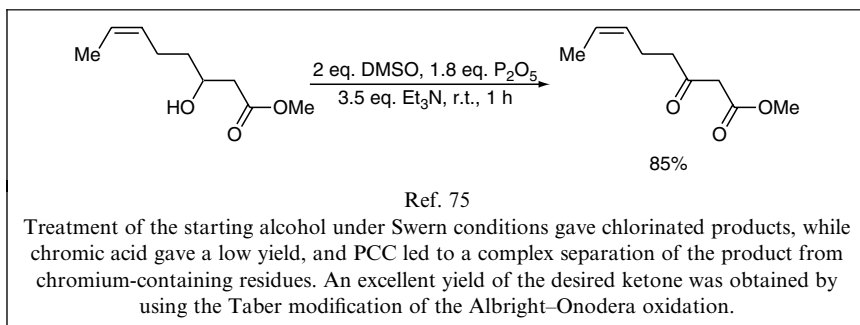 Me
HO
O
OMe
2 eq. DMSO, 1.8 eq. P₂O₅
3.5 eq. Et₃N, r.t., 1 h
Me
O
O
OMe
85%
Ref. 75
Treatment of the starting alcohol under Swern conditions gave chlorinated products, while
chromic acid gave a low yield, and PCC led to a complex separation of the product from
chromium-containing residues. An excellent yield of the desired ketone was obtained by
using the Taber modification of the Albright–Onodera oxidation.